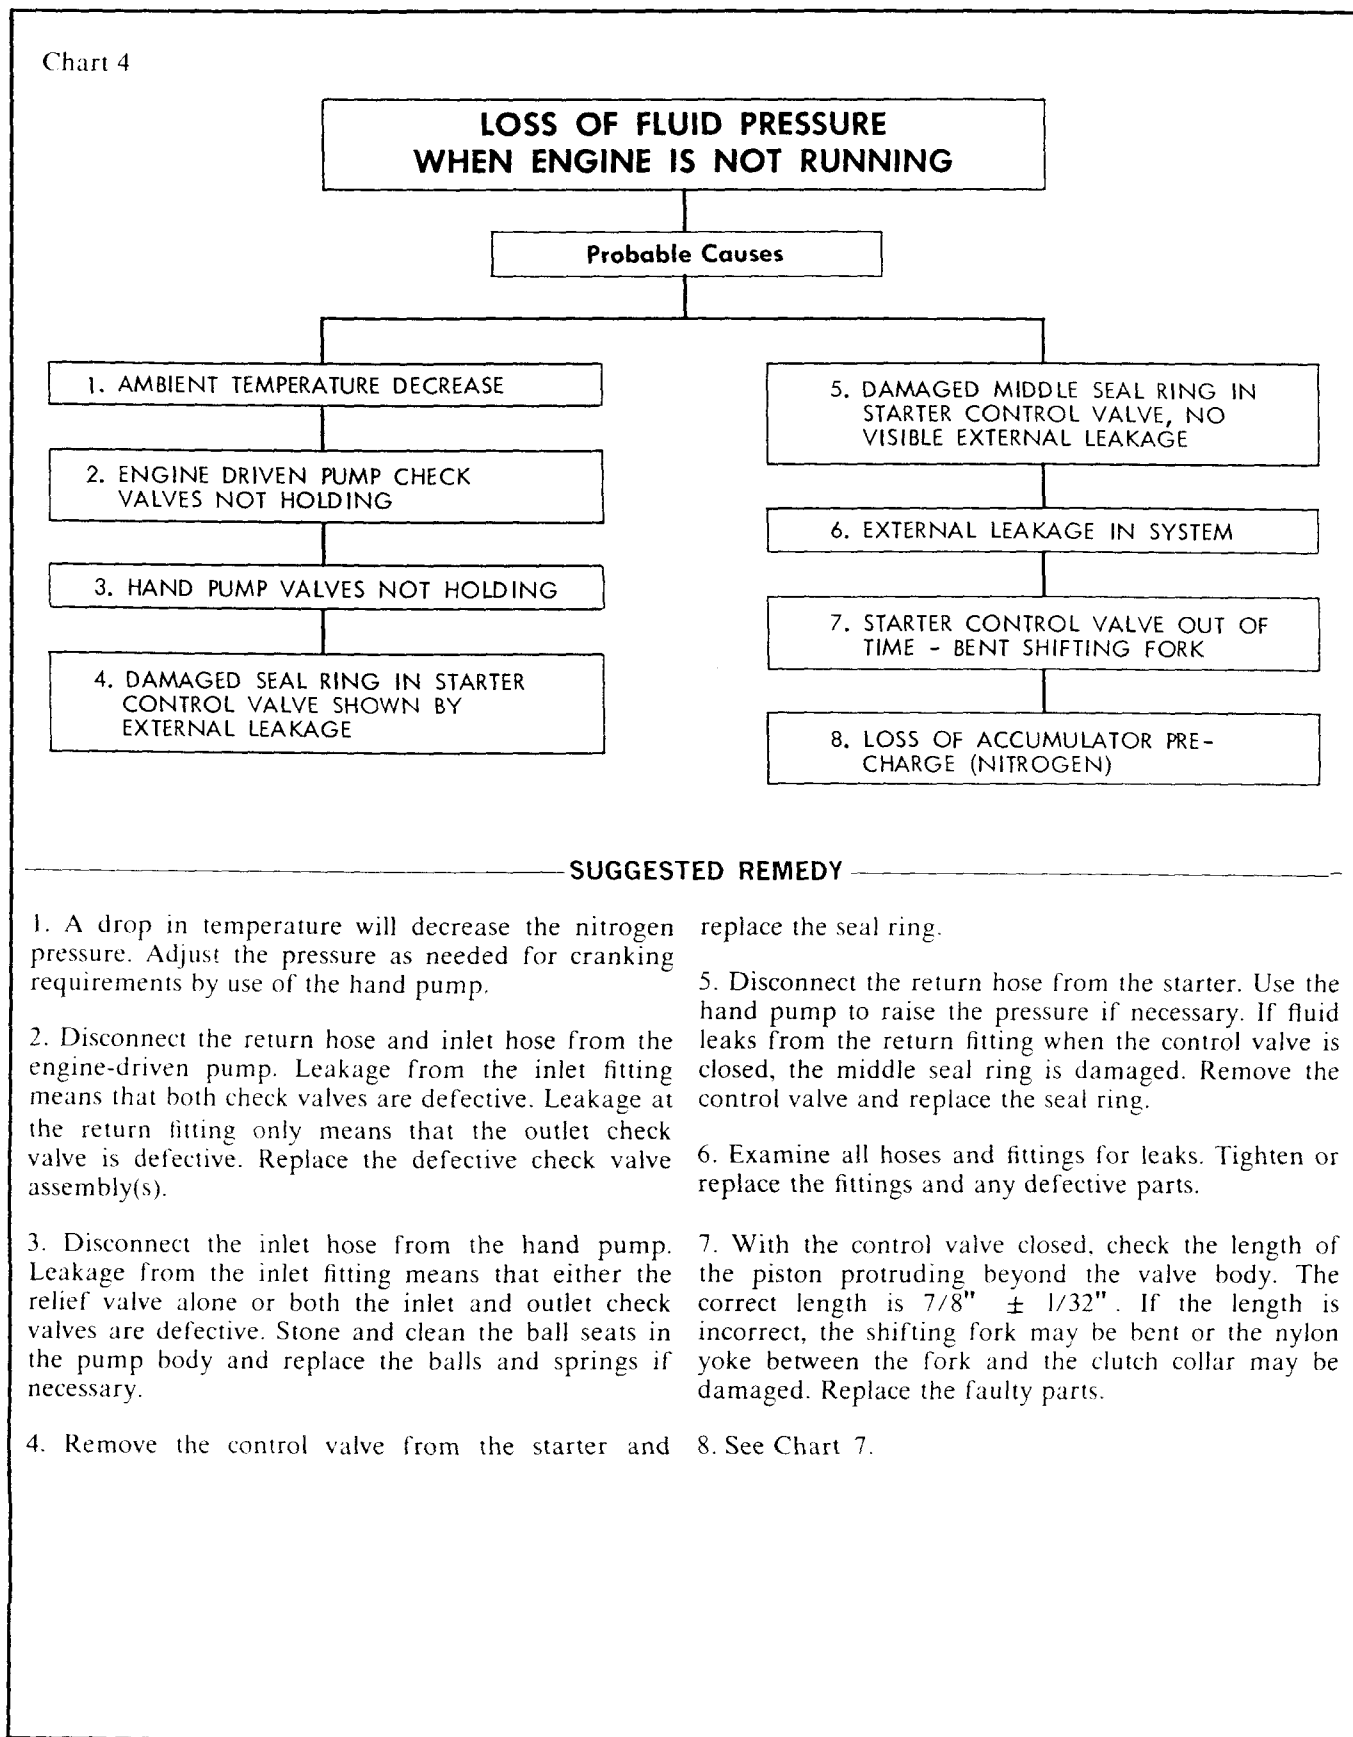 Chart 4
LOSS OF FLUID PRESSURE
WHEN ENGINE IS NOT RUNNING
Probable Causes
1. AMBIENT TEMPERATURE DECREASE
2. ENGINE DRIVEN PUMP CHECK
VALVES NOT HOLDING
3. HAND PUMP VALVES NOT HOLDING
4. DAMAGED SEAL RING IN STARTER
CONTROL VALVE SHOWN BY
EXTERNAL LEAKAGE
5. DAMAGED MIDDLE SEAL RING IN
STARTER CONTROL VALVE, NO
VISIBLE EXTERNAL LEAKAGE
6. EXTERNAL LEAKAGE IN SYSTEM
7. STARTER CONTROL VALVE OUT OF
TIME - BENT SHIFTING FORK
8. LOSS OF ACCUMULATOR PRE-
CHARGE (NITROGEN)
SUGGESTED REMEDY
1. A drop in temperature will decrease the nitrogen
pressure. Adjust the pressure as needed for cranking
requirements by use of the hand pump.
2. Disconnect the return hose and inlet hose from the
engine-driven pump. Leakage from the inlet fitting
means that both check valves are defective. Leakage at
the return fitting only means that the outlet check
valve is defective. Replace the defective check valve
assembly(s).
3. Disconnect the inlet hose from the hand pump.
Leakage from the inlet fitting means that either the
relief valve alone or both the inlet and outlet check
valves are defective. Stone and clean the ball seats in
the pump body and replace the balls and springs if
necessary.
4. Remove the control valve from the starter and
replace the seal ring.
5. Disconnect the return hose from the starter. Use the
hand pump to raise the pressure if necessary. If fluid
leaks from the return fitting when the control valve is
closed, the middle seal ring is damaged. Remove the
control valve and replace the seal ring.
6. Examine all hoses and fittings for leaks. Tighten or
replace the fittings and any defective parts.
7. With the control valve closed, check the length of
the piston protruding beyond the valve body. The
correct length is 7/8" ± 1/32". If the length is
incorrect, the shifting fork may be bent or the nylon
yoke between the fork and the clutch collar may be
damaged. Replace the faulty parts.
8. See Chart 7.